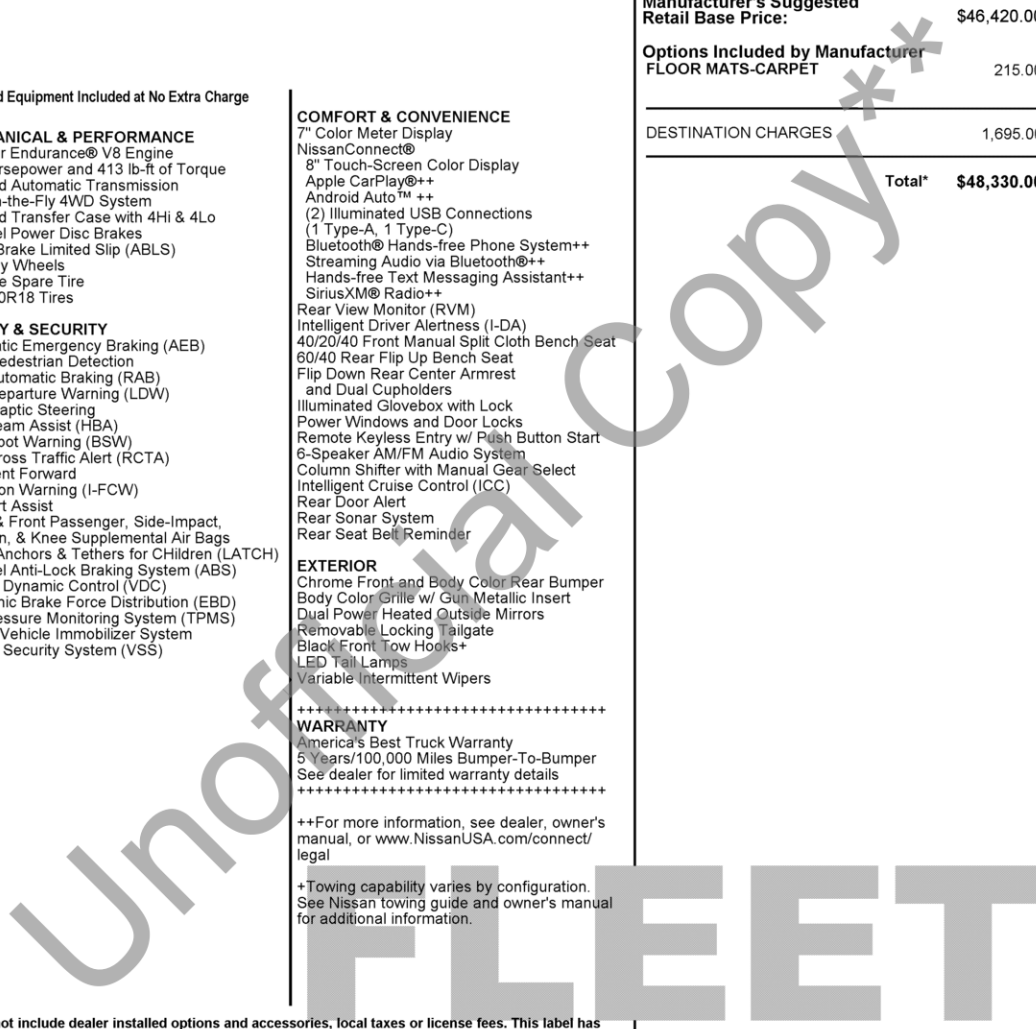 d Equipment Included at No Extra Charge
ANICAL & PERFORMANCE
r Endurance® V8 Engine
rsepower and 413 lb-ft of Torque
d Automatic Transmission
n-the-Fly 4WD System
d Transfer Case with 4Hi & 4Lo
el Power Disc Brakes
Brake Limited Slip (ABLS)
y Wheels
e Spare Tire
0R18 Tires
Y & SECURITY
tic Emergency Braking (AEB)
edestrian Detection
utomatic Braking (RAB)
eparture Warning (LDW)
aptic Steering
eam Assist (HBA)
pot Warning (BSW)
ross Traffic Alert (RCTA)
ent Forward
on Warning (I-FCW)
rt Assist
& Front Passenger, Side-Impact,
n, & Knee Supplemental Air Bags
Anchors & Tethers for CHildren (LATCH)
el Anti-Lock Braking System (ABS)
Dynamic Control (VDC)
nic Brake Force Distribution (EBD)
essure Monitoring System (TPMS)
Vehicle Immobilizer System
Security System (VSS)
COMFORT & CONVENIENCE
7" Color Meter Display
NissanConnect®
8" Touch-Screen Color Display
Apple CarPlay®++
Android Auto™ ++
(2) Illuminated USB Connections
(1 Type-A, 1 Type-C)
Bluetooth® Hands-free Phone System++
Streaming Audio via Bluetooth®++
Hands-free Text Messaging Assistant++
SiriusXM® Radio++
Rear View Monitor (RVM)
Intelligent Driver Alertness (I-DA)
40/20/40 Front Manual Split Cloth Bench Seat
60/40 Rear Flip Up Bench Seat
Flip Down Rear Center Armrest
and Dual Cupholders
Illuminated Glovebox with Lock
Power Windows and Door Locks
Remote Keyless Entry w/ Push Button Start
6-Speaker AM/FM Audio System
Column Shifter with Manual Gear Select
Intelligent Cruise Control (ICC)
Rear Door Alert
Rear Sonar System
Rear Seat Belt Reminder
EXTERIOR
Chrome Front and Body Color Rear Bumper
Body Color Grille w/ Gun Metallic Insert
Dual Power Heated Outside Mirrors
Removable Locking Tailgate
Black Front Tow Hooks+
LED Tail Lamps
Variable Intermittent Wipers
++++++++++++++++++++++++++++++++++
WARRANTY
America's Best Truck Warranty
5 Years/100,000 Miles Bumper-To-Bumper
See dealer for limited warranty details
++++++++++++++++++++++++++++++++++
++For more information, see dealer, owner's
manual, or www.NissanUSA.com/connect/
legal
+Towing capability varies by configuration.
See Nissan towing guide and owner's manual
for additional information.
Manufacturer's Suggested
Retail Base Price: $46,420.00
Options Included by Manufacturer
FLOOR MATS-CARPET 215.00
DESTINATION CHARGES 1,695.00
Total* $48,330.00
Unofficial Copy**
FLEET
ot include dealer installed options and accessories, local taxes or license fees. This label has